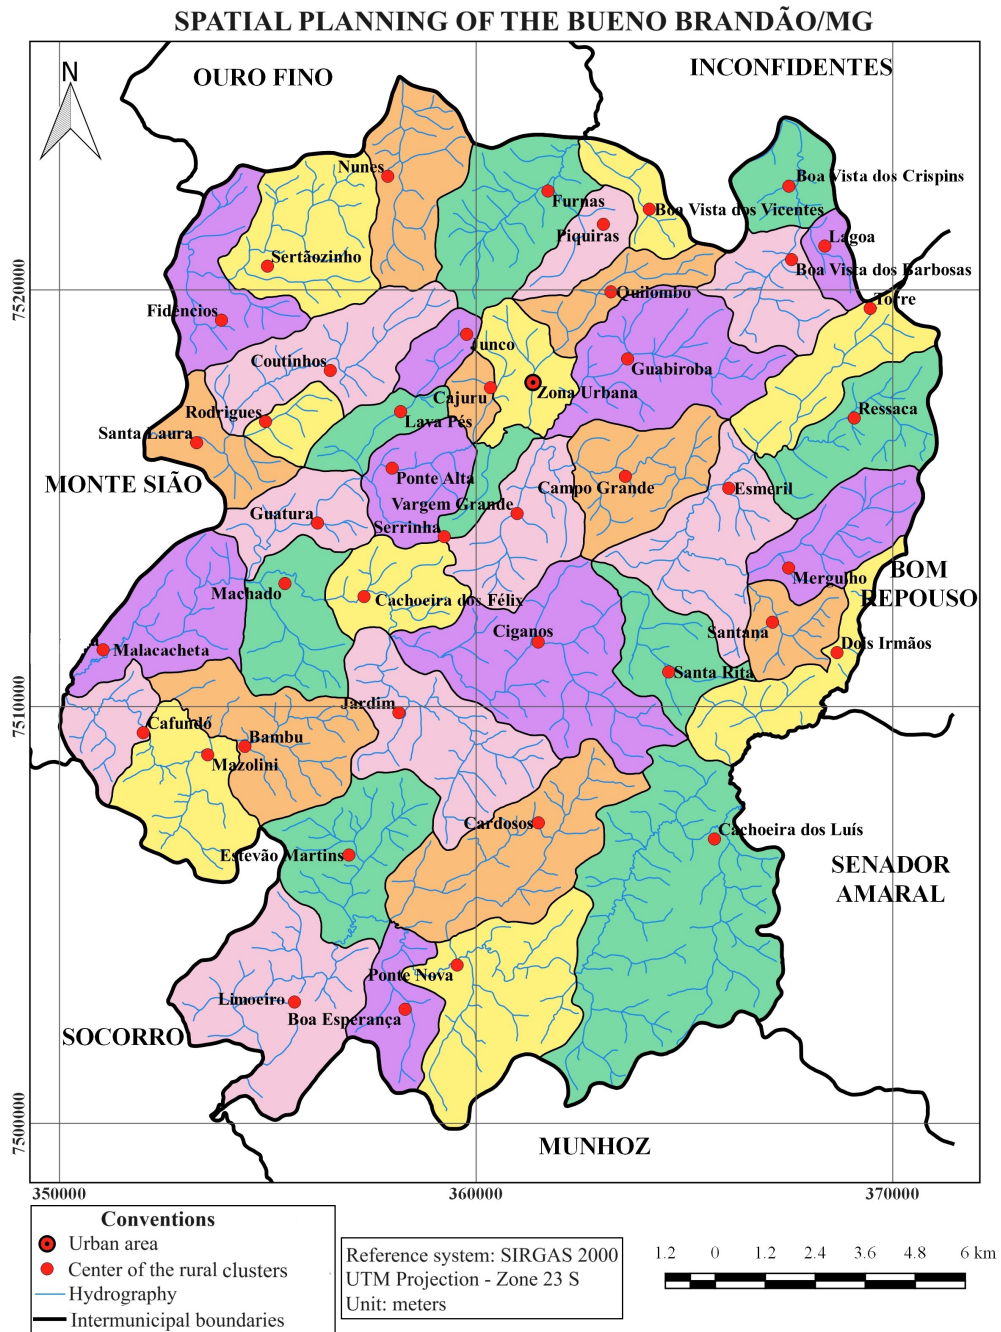 SPATIAL PLANNING OF THE BUENO BRANDÃO/MG
N
OURO FINO
INCONFIDENTES
Nunes
Furnas
Boa Vista dos Crispins
Boa Vista dos Vicentes
Piquiras
Lagoa
Sertãozinho
Boa Vista dos Barbosas
Quilombo
Torre
7520000
Fidêncios
Junco
Coutinhos
Guabiroba
Cajuru
Zona Urbana
Rodrigues
Lava Pés
Ressaca
Santa Laura
MONTE SIÃO
Ponte Alta
Campo Grande
Esmeril
Vargem Grande
Guatura
Serrinha
BOM
REPOUSO
Mergulho
Machado
Cachoeira dos Félix
Ciganos
Santana
Dois Irmãos
Malacacheta
Santa Rita
7510000
Jardim
Cafundó
Bambu
Mazolini
Cardosos
Cachoeira dos Luís
Estevão Martins
SENADOR
AMARAL
Ponte Nova
Limoeiro
Boa Esperança
SOCORRO
7500000
MUNHOZ
350000
360000
370000
Conventions
Urban area
Center of the rural clusters
Hydrography
Intermunicipal boundaries
Reference system: SIRGAS 2000
UTM Projection - Zone 23 S
Unit: meters
1.2 0 1.2 2.4 3.6 4.8 6 km